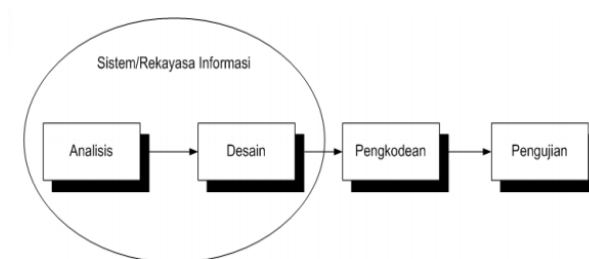 Sistem/Rekayasa Informasi
Analisis
Desain
Pengkodean
Pengujian